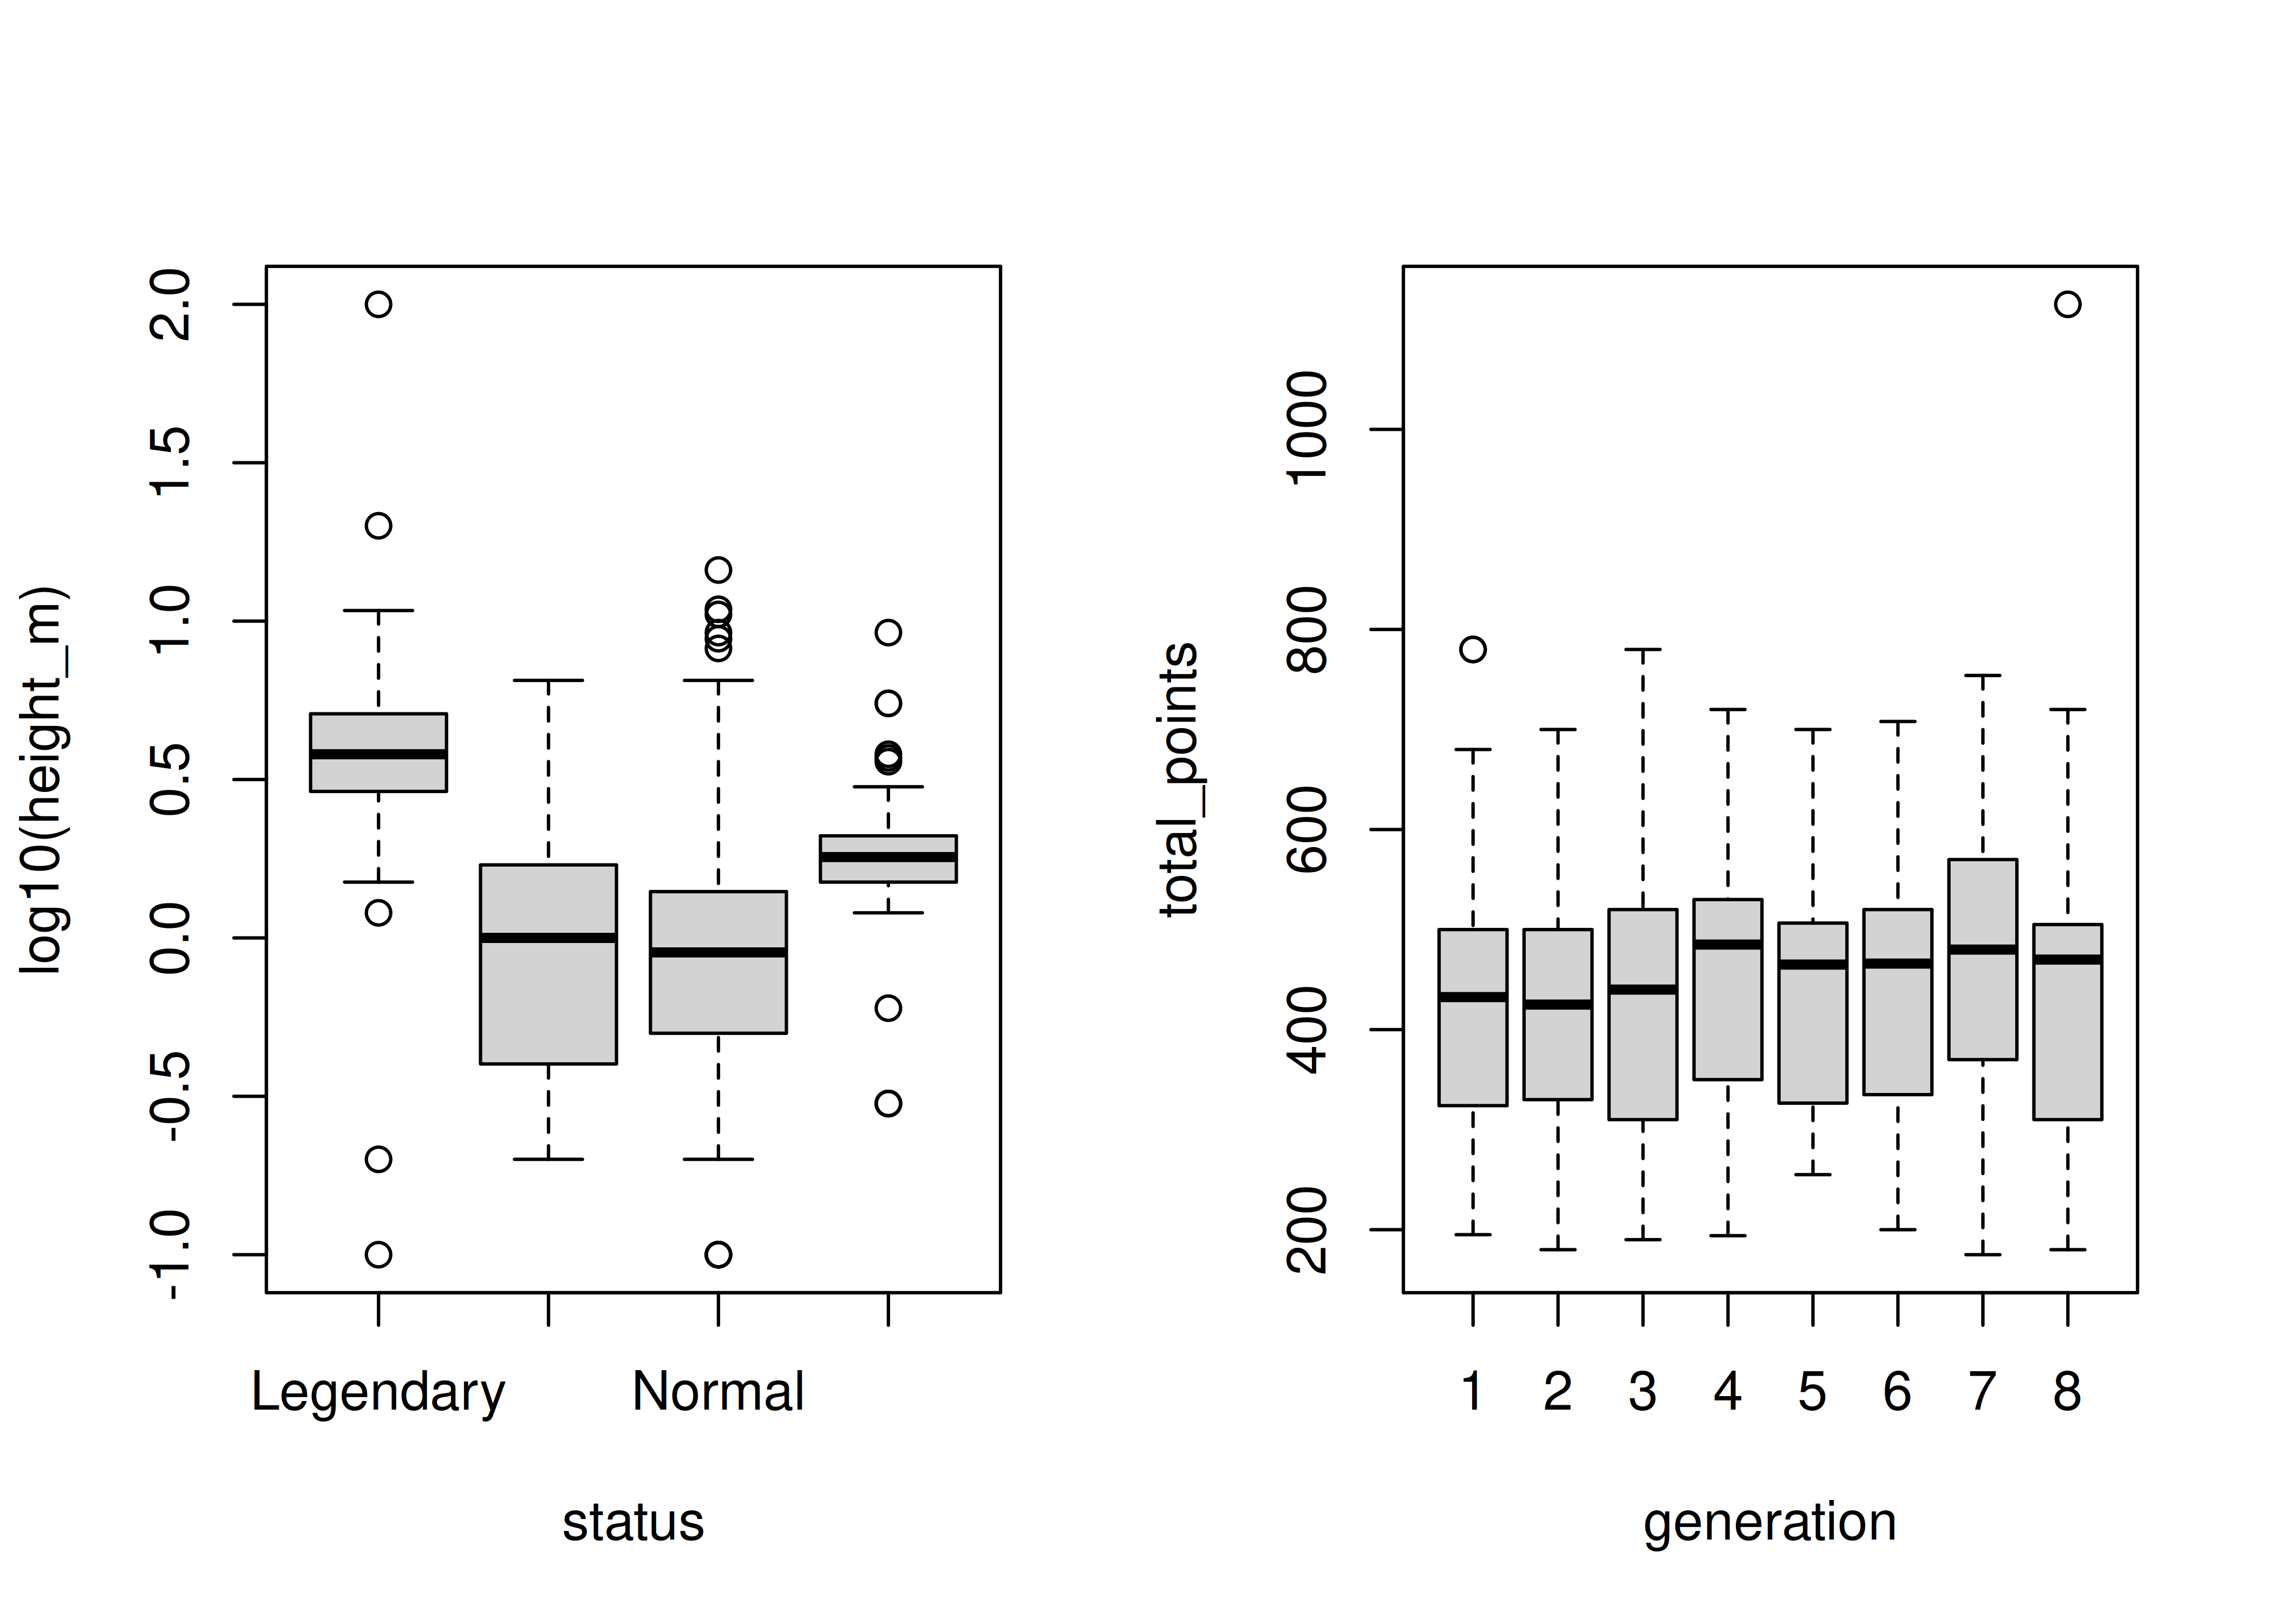 log10(height_m)
2.0
1.5
1.0
0.5
0.0
-0.5
-1.0
Legendary Normal
status
total_points
1000
800
600
400
200
1 2 3 4 5 6 7 8
generation